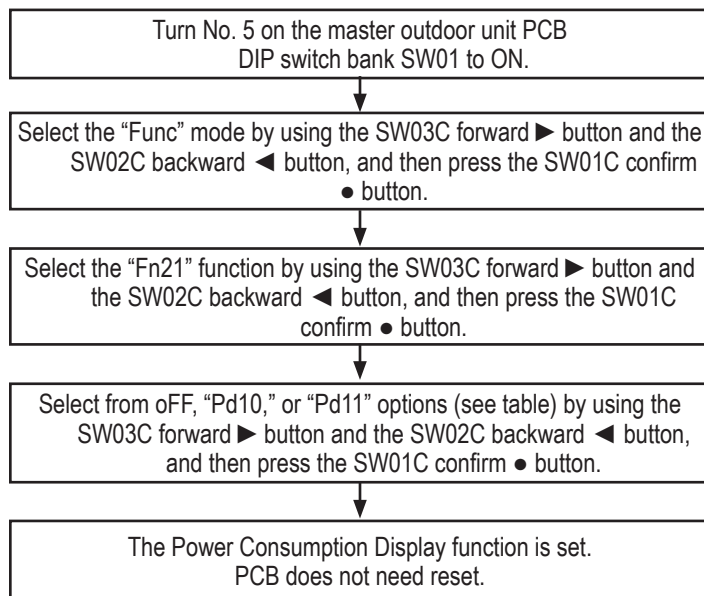 Turn No. 5 on the master outdoor unit PCB
DIP switch bank SW01 to ON.
Select the “Func” mode by using the SW03C forward ► button and the
SW02C backward ◄ button, and then press the SW01C confirm
● button.
Select the “Fn21” function by using the SW03C forward ► button and
the SW02C backward ◄ button, and then press the SW01C
confirm ● button.
Select from oFF, “Pd10,” or “Pd11” options (see table) by using the
SW03C forward ► button and the SW02C backward ◄ button,
and then press the SW01C confirm ● button.
The Power Consumption Display function is set.
PCB does not need reset.